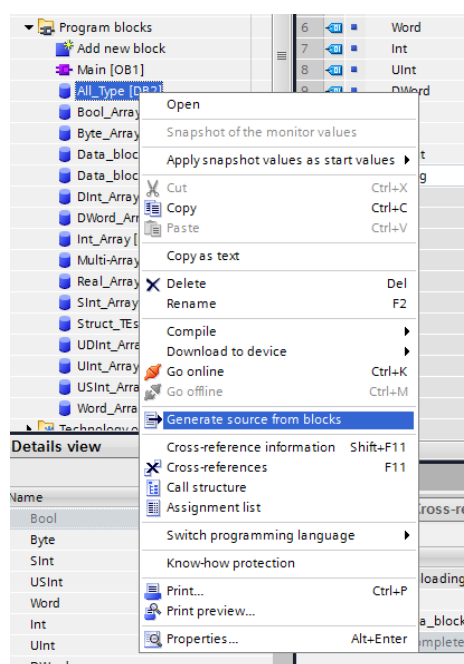 Program blocks
Add new block
Main [OB1]
All_Type [DB2]
Bool_Array
Byte_Array
Data_bloc
Data_bloc
DInt_Array
DWord_Arr
Int_Array [
Multi-Array
Real_Array
SInt_Array
Struct_TEs
UDInt_Arra
UInt_Array
USInt_Arra
Word_Arra
Technology o
6 Word
7 Int
8 UInt
9 DWord
t
g
Open
Snapshot of the monitor values
Apply snapshot values as start values
Cut Ctrl+X
Copy Ctrl+C
Paste Ctrl+V
Copy as text
Delete Del
Rename F2
Compile
Download to device
Go online Ctrl+K
Go offline Ctrl+M
Generate source from blocks
Cross-reference information Shift+F11
Cross-references F11
Call structure
Assignment list
Switch programming language
Know-how protection
Print... Ctrl+P
Print preview...
Properties... Alt+Enter
Details view
Name
Bool
Byte
SInt
USInt
Word
Int
UInt
DWord
Cross-re
loading
a_block
mplete